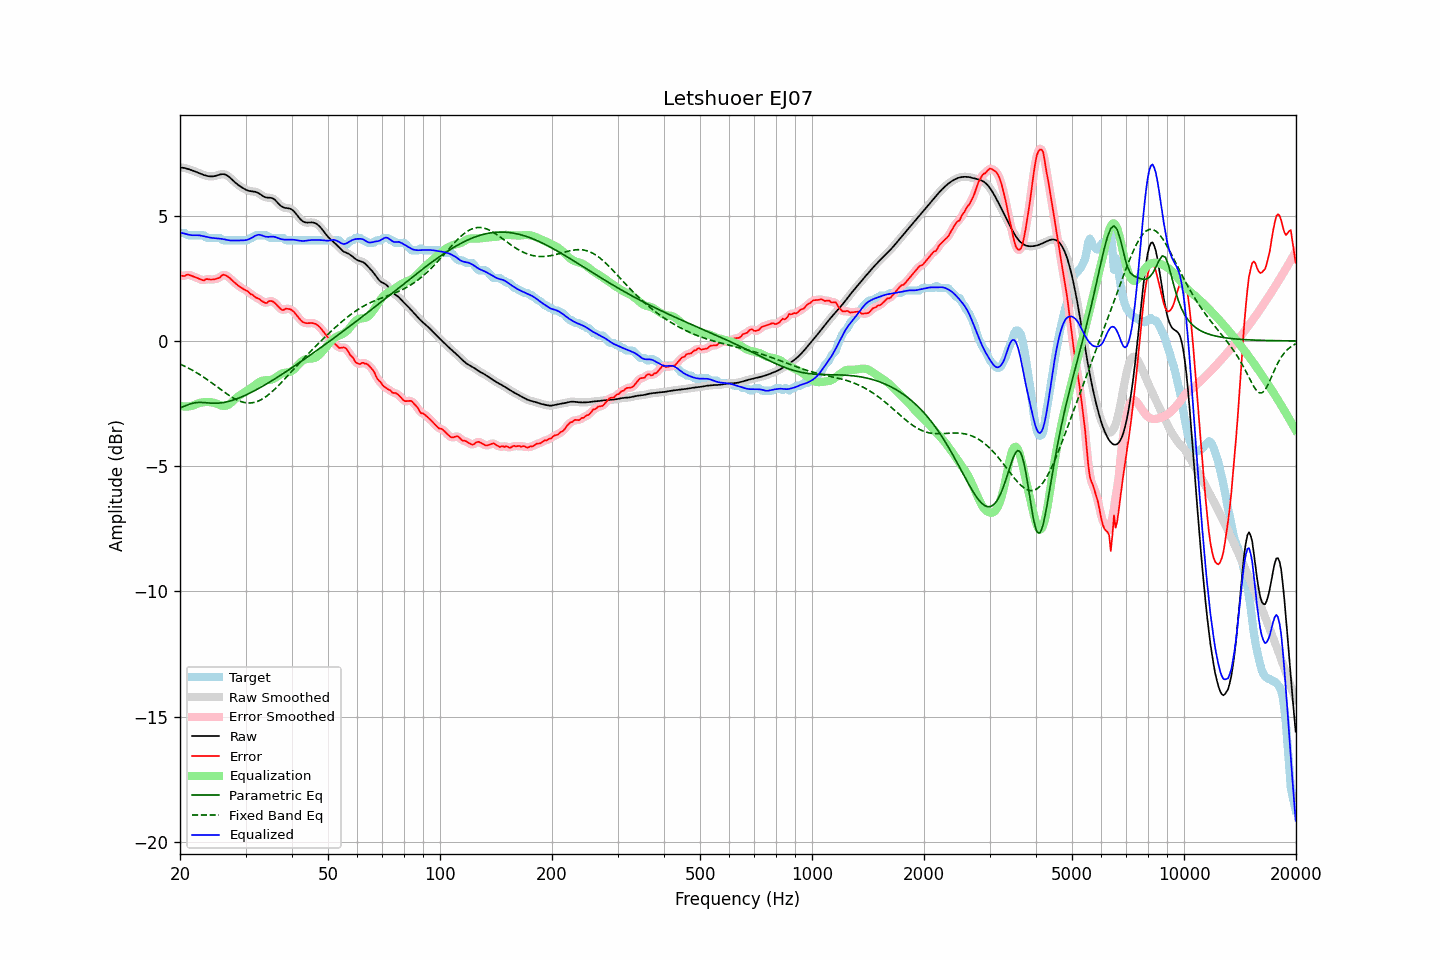 Letshuoer EJ07
Amplitude (dBr)
5
0
−5
−10
−15
−20
Target
Raw Smoothed
Error Smoothed
Raw
Error
Equalization
Parametric Eq
Fixed Band Eq
Equalized
20 50 100 200 500 1000 2000 5000 10000 20000
Frequency (Hz)